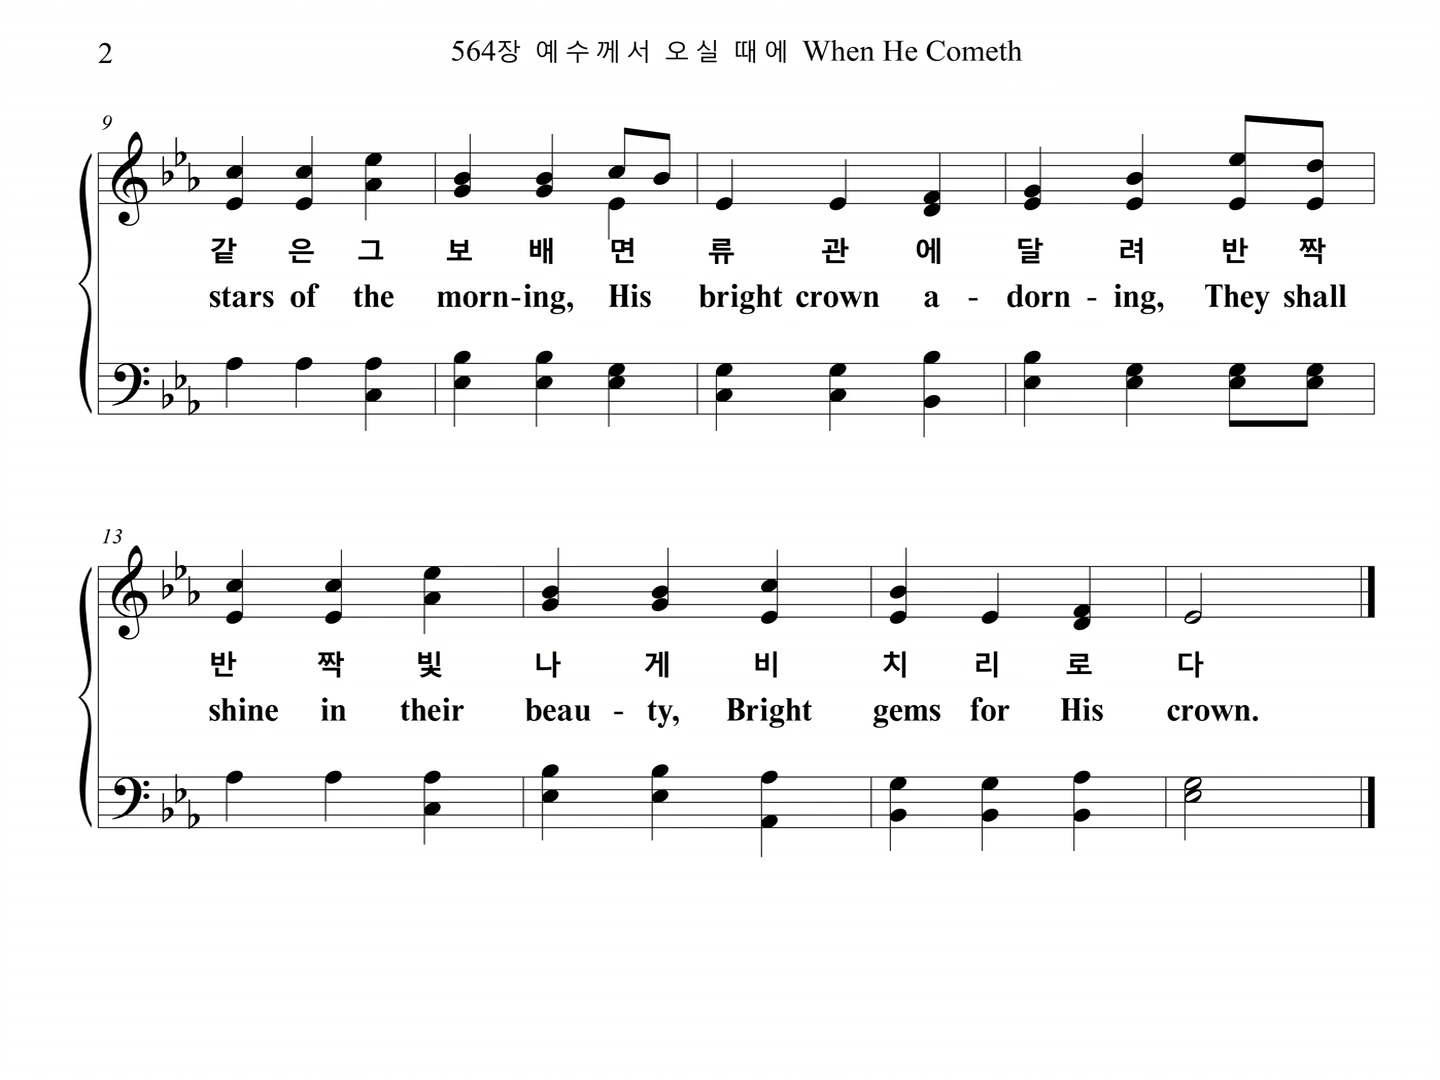 2
564장 예수께서 오실 때에 When He Cometh
9
같 은 그 보 배 면 류 관 에 달 려 반 짝
stars of the morn-ing, His bright crown a - dorn - ing, They shall
13
반 짝 빛 나 게 비 치 리 로 다
shine in their beau - ty, Bright gems for His crown.